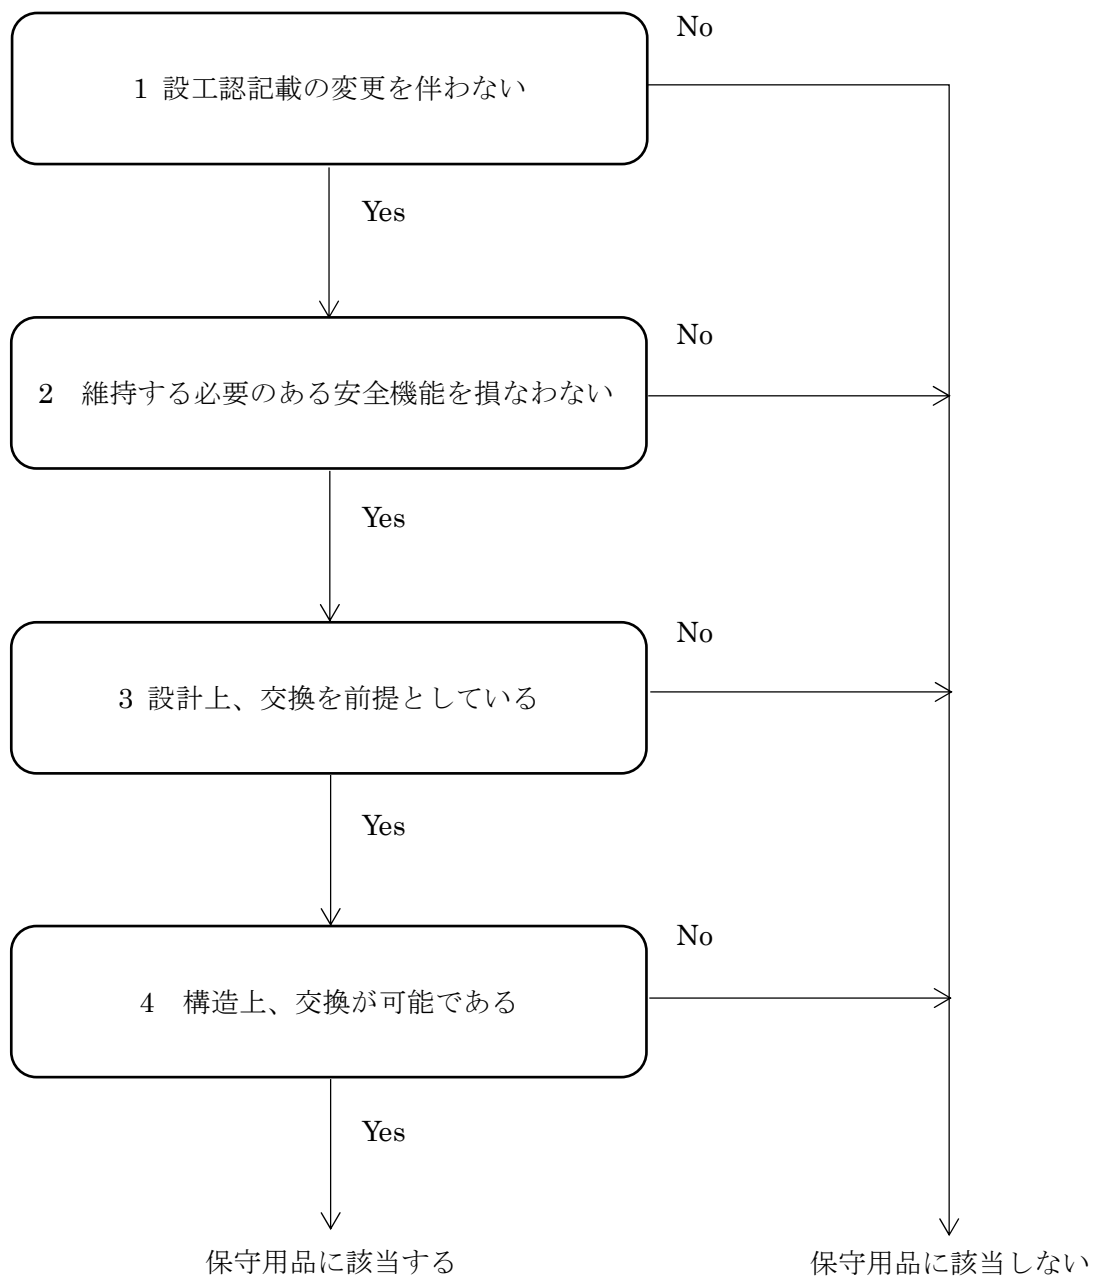 No
1 設工認記載の変更を伴わない
Yes
No
2　維持する必要のある安全機能を損なわない
Yes
No
3 設計上、交換を前提としている
Yes
No
4　構造上、交換が可能である
Yes
保守用品に該当する
保守用品に該当しない